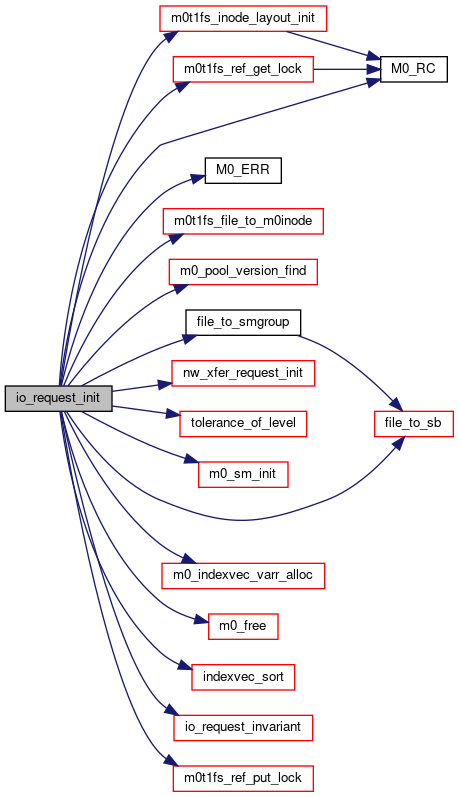 m0t1fs_inode_layout_init
m0t1fs_ref_get_lock
M0_RC
M0_ERR
m0t1fs_file_to_m0inode
m0_pool_version_find
file_to_smgroup
nw_xfer_request_init
io_request_init
tolerance_of_level
file_to_sb
m0_sm_init
m0_indexvec_varr_alloc
m0_free
indexvec_sort
io_request_invariant
m0t1fs_ref_put_lock